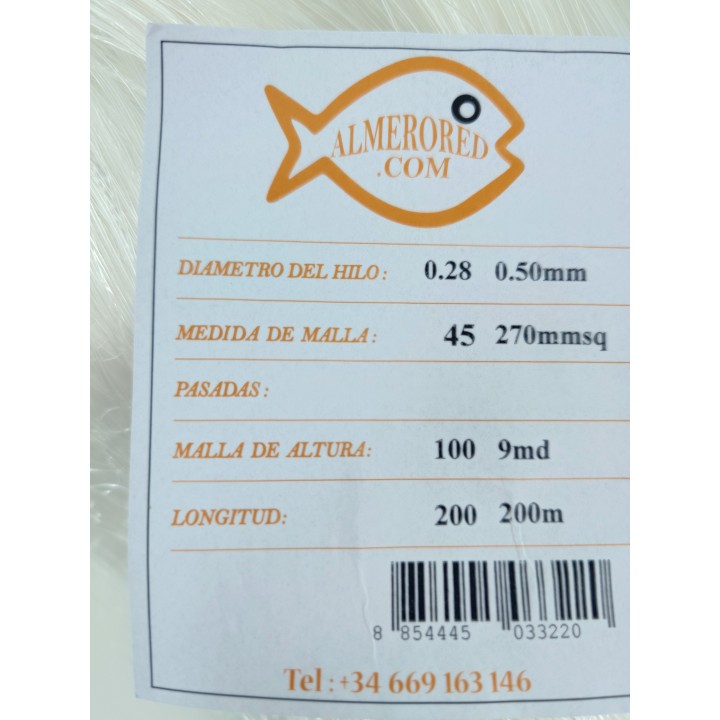 ALMERORED
.COM
DIAMETRO DEL HILO: 0.28 0.50mm
MEDIDA DE MALLA: 45 270mmsq
PASADAS:
MALLA DE ALTURA: 100 9md
LONGITUD: 200 200m
8 854445 033220
Tel:+34 669 163 146